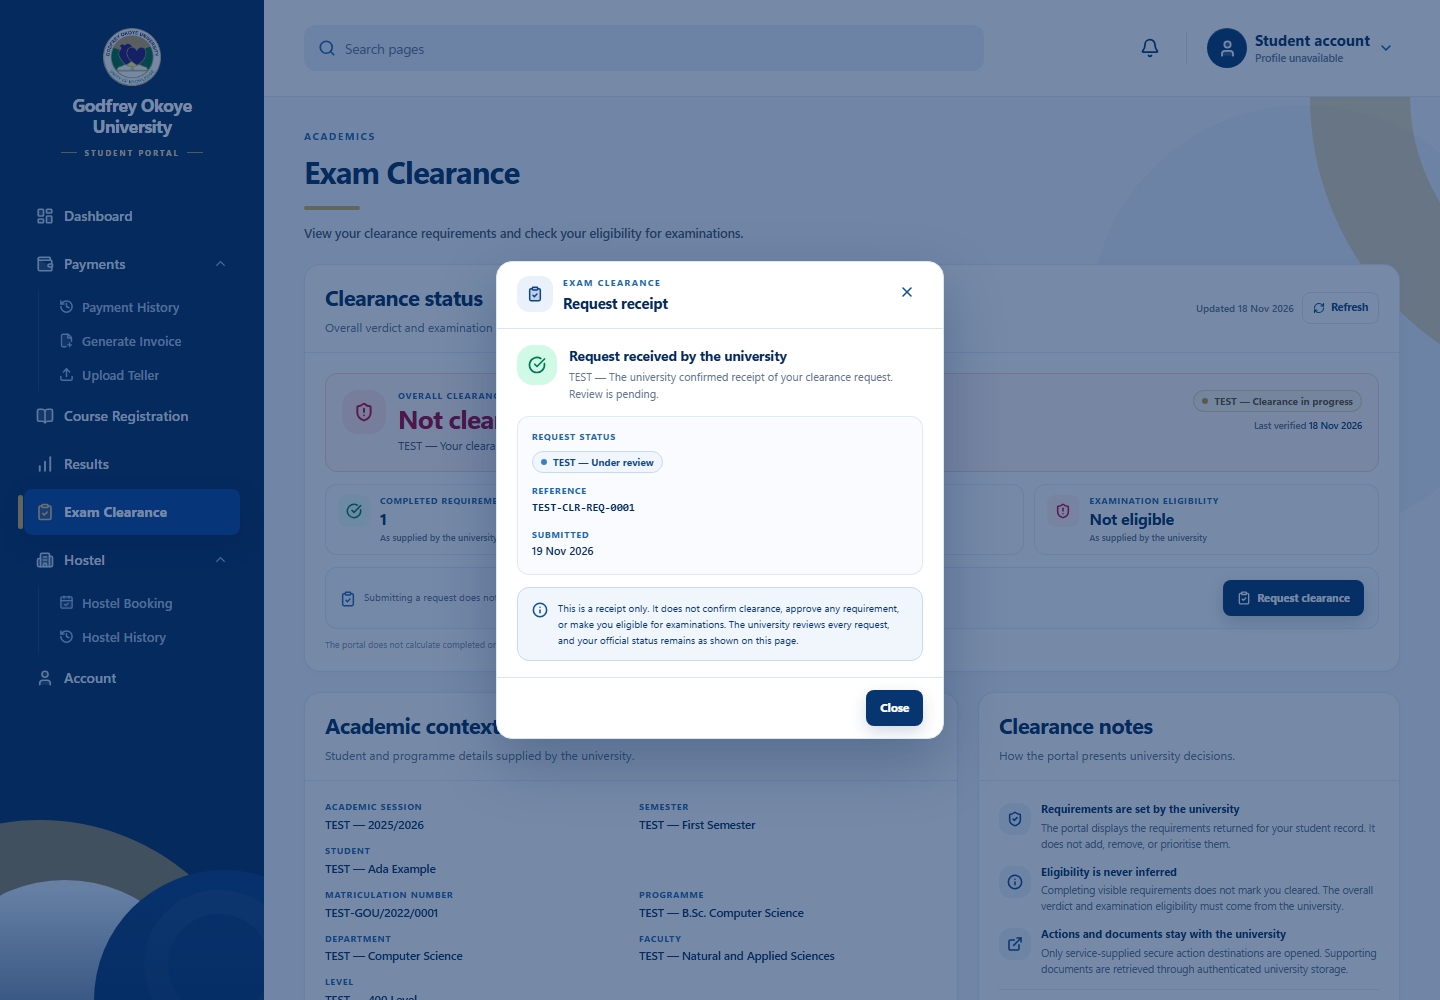 Godfrey Okoye
University
STUDENT PORTAL
Dashboard
Payments
Payment History
Generate Invoice
Upload Teller
Course Registration
Results
Exam Clearance
Hostel
Hostel Booking
Hostel History
Account
Search pages
Student account
Profile unavailable
ACADEMICS
Exam Clearance
View your clearance requirements and check your eligibility for examinations.
Clearance status
Overall verdict and examination
Updated 18 Nov 2026
Refresh
OVERALL CLEARANC
Not clea
TEST — Your cleara
TEST — Clearance in progress
Last verified 18 Nov 2026
COMPLETED REQUIREME
1
As supplied by the university
EXAMINATION ELIGIBILITY
Not eligible
As supplied by the university
Submitting a request does not
Request clearance
The portal does not calculate completed or
EXAM CLEARANCE
Request receipt
Request received by the university
TEST — The university confirmed receipt of your clearance request.
Review is pending.
REQUEST STATUS
TEST — Under review
REFERENCE
TEST-CLR-REQ-0001
SUBMITTED
19 Nov 2026
This is a receipt only. It does not confirm clearance, approve any requirement,
or make you eligible for examinations. The university reviews every request,
and your official status remains as shown on this page.
Close
Academic context
Student and programme details supplied by the university.
ACADEMIC SESSION
TEST — 2025/2026
SEMESTER
TEST — First Semester
STUDENT
TEST — Ada Example
MATRICULATION NUMBER
TEST-GOU/2022/0001
PROGRAMME
TEST — B.Sc. Computer Science
DEPARTMENT
TEST — Computer Science
FACULTY
TEST — Natural and Applied Sciences
LEVEL
TEST — 400 Level
Clearance notes
How the portal presents university decisions.
Requirements are set by the university
The portal displays the requirements returned for your student record. It
does not add, remove, or prioritise them.
Eligibility is never inferred
Completing visible requirements does not mark you cleared. The overall
verdict and examination eligibility must come from the university.
Actions and documents stay with the university
Only service-supplied secure action destinations are opened. Supporting
documents are retrieved through authenticated university storage.